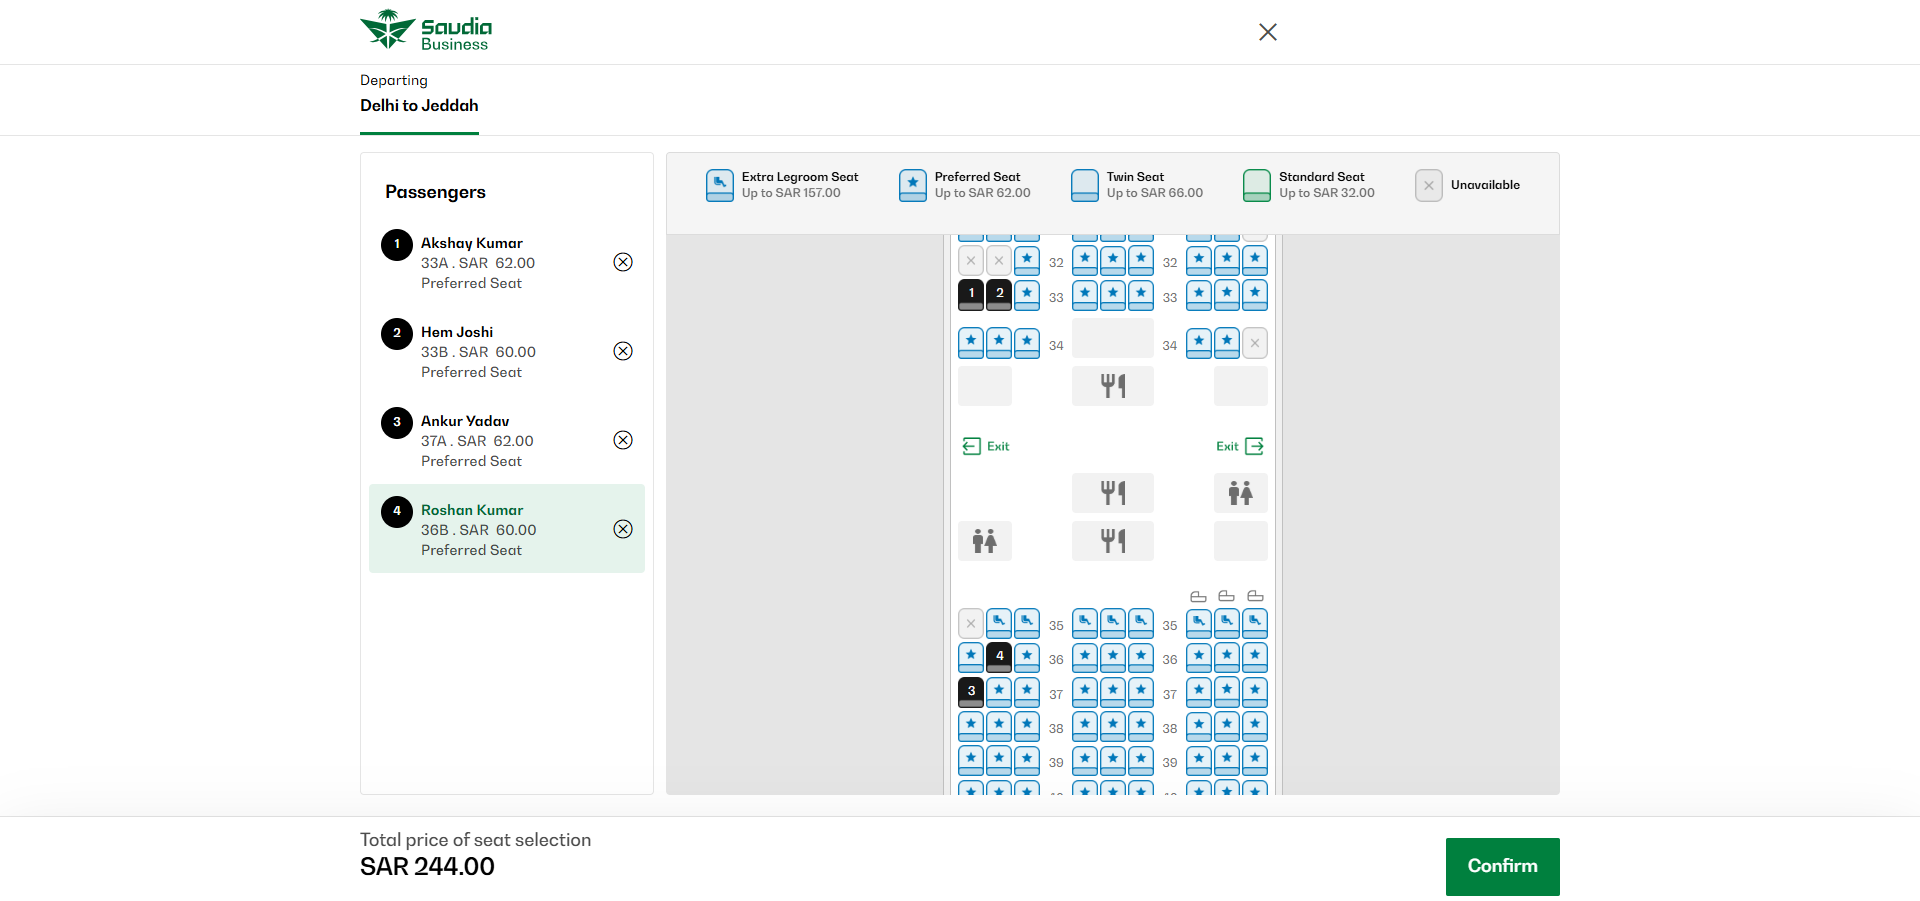 Saudia
Business
Departing
Delhi to Jeddah
Passengers
1 Akshay Kumar
33A . SAR 62.00
Preferred Seat
2 Hem Joshi
33B . SAR 60.00
Preferred Seat
3 Ankur Yadav
37A . SAR 62.00
Preferred Seat
4 Roshan Kumar
36B . SAR 60.00
Preferred Seat
Extra Legroom Seat
Up to SAR 157.00
Preferred Seat
Up to SAR 62.00
Twin Seat
Up to SAR 66.00
Standard Seat
Up to SAR 32.00
Unavailable
32 32
1 2 33 33
34 34
Exit Exit
35 35
4 36 36
3 37 37
38 38
39 39
Total price of seat selection
SAR 244.00
Confirm